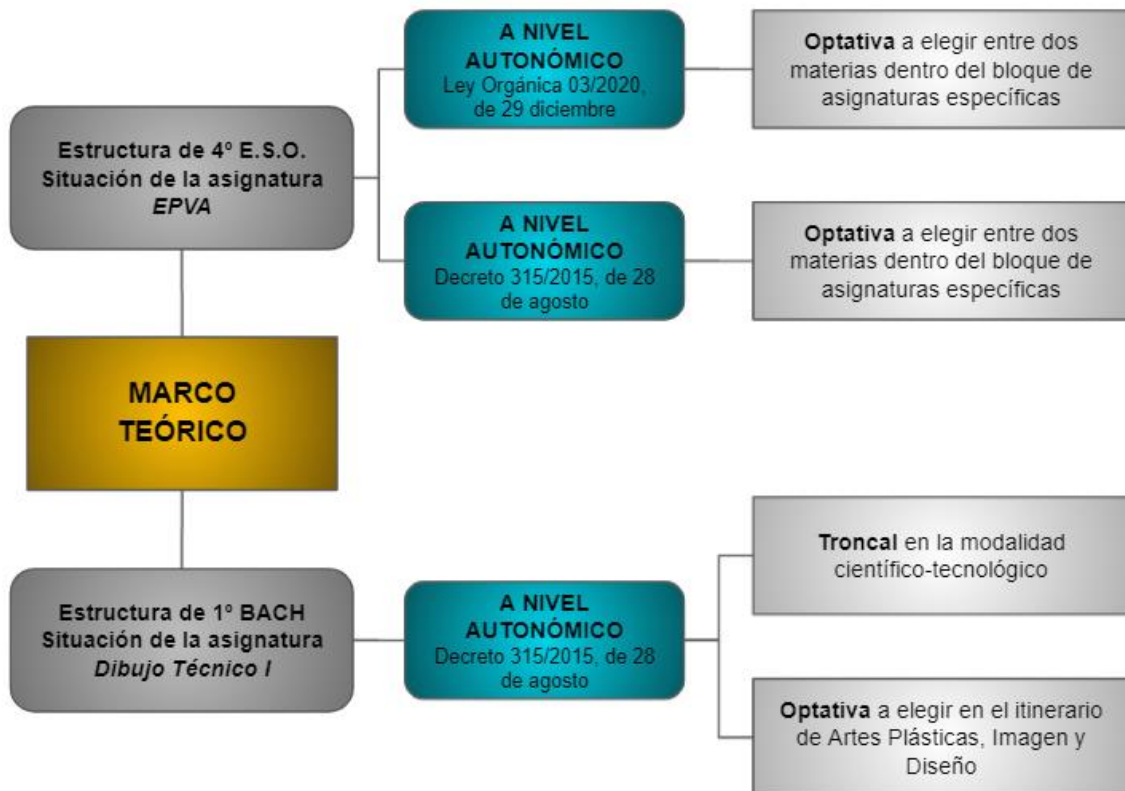 A NIVEL
AUTONÓMICO
Ley Orgánica 03/2020,
de 29 diciembre
Optativa a elegir entre dos
materias dentro del bloque de
asignaturas específicas
Estructura de 4º E.S.O.
Situación de la asignatura
EPVA
A NIVEL
AUTONÓMICO
Decreto 315/2015, de 28
de agosto
Optativa a elegir entre dos
materias dentro del bloque de
asignaturas específicas
MARCO
TEÓRICO
Estructura de 1º BACH
Situación de la asignatura
Dibujo Técnico I
A NIVEL
AUTONÓMICO
Decreto 315/2015, de 28
de agosto
Troncal en la modalidad
científico-tecnológico
Optativa a elegir en el itinerario
de Artes Plásticas, Imagen y
Diseño